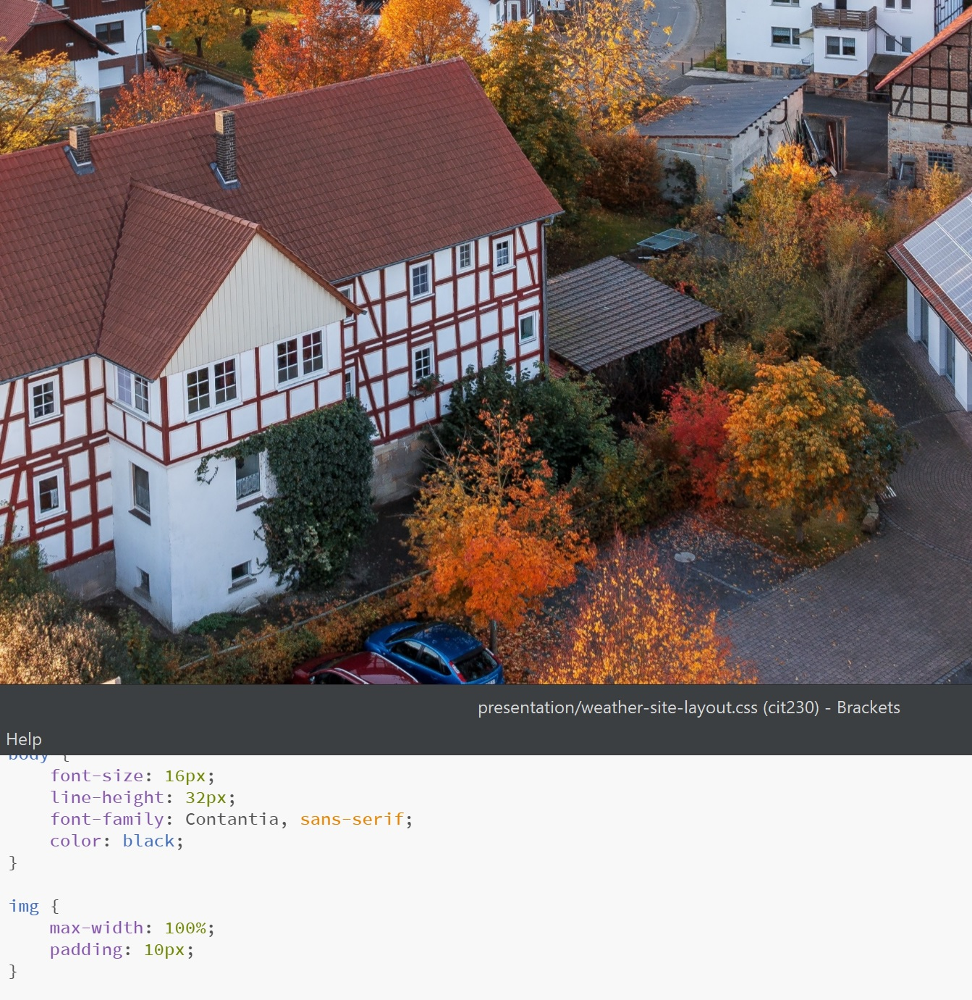 presentation/weather-site-layout.css (cit230) - Brackets
Help
body {
font-size: 16px;
line-height: 32px;
font-family: Contantia, sans-serif;
color: black;
}
img {
max-width: 100%;
padding: 10px;
}